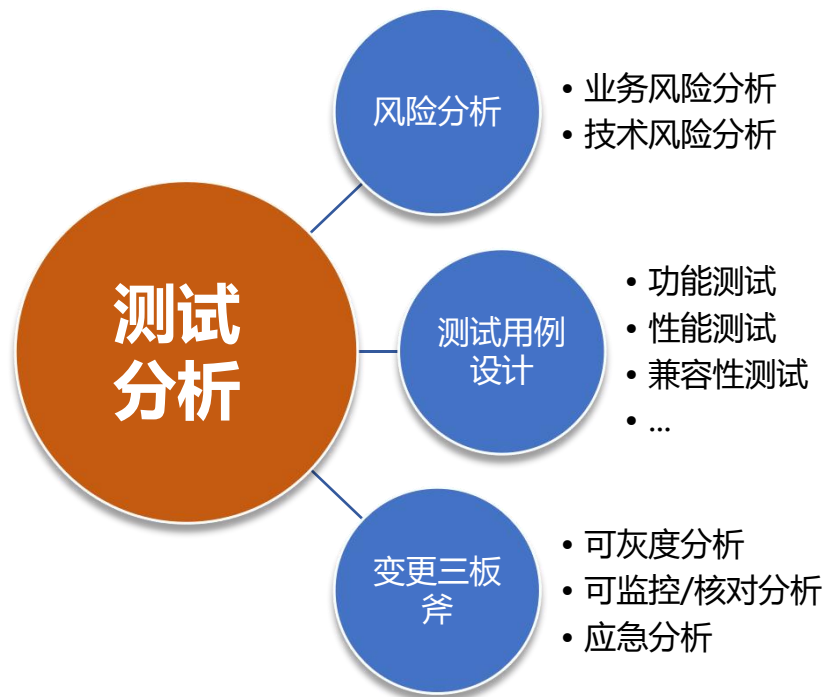 测试
分析
风险分析
• 业务风险分析
• 技术风险分析
测试用例
设计
• 功能测试
• 性能测试
• 兼容性测试
• ...
变更三板
斧
• 可灰度分析
• 可监控/核对分析
• 应急分析